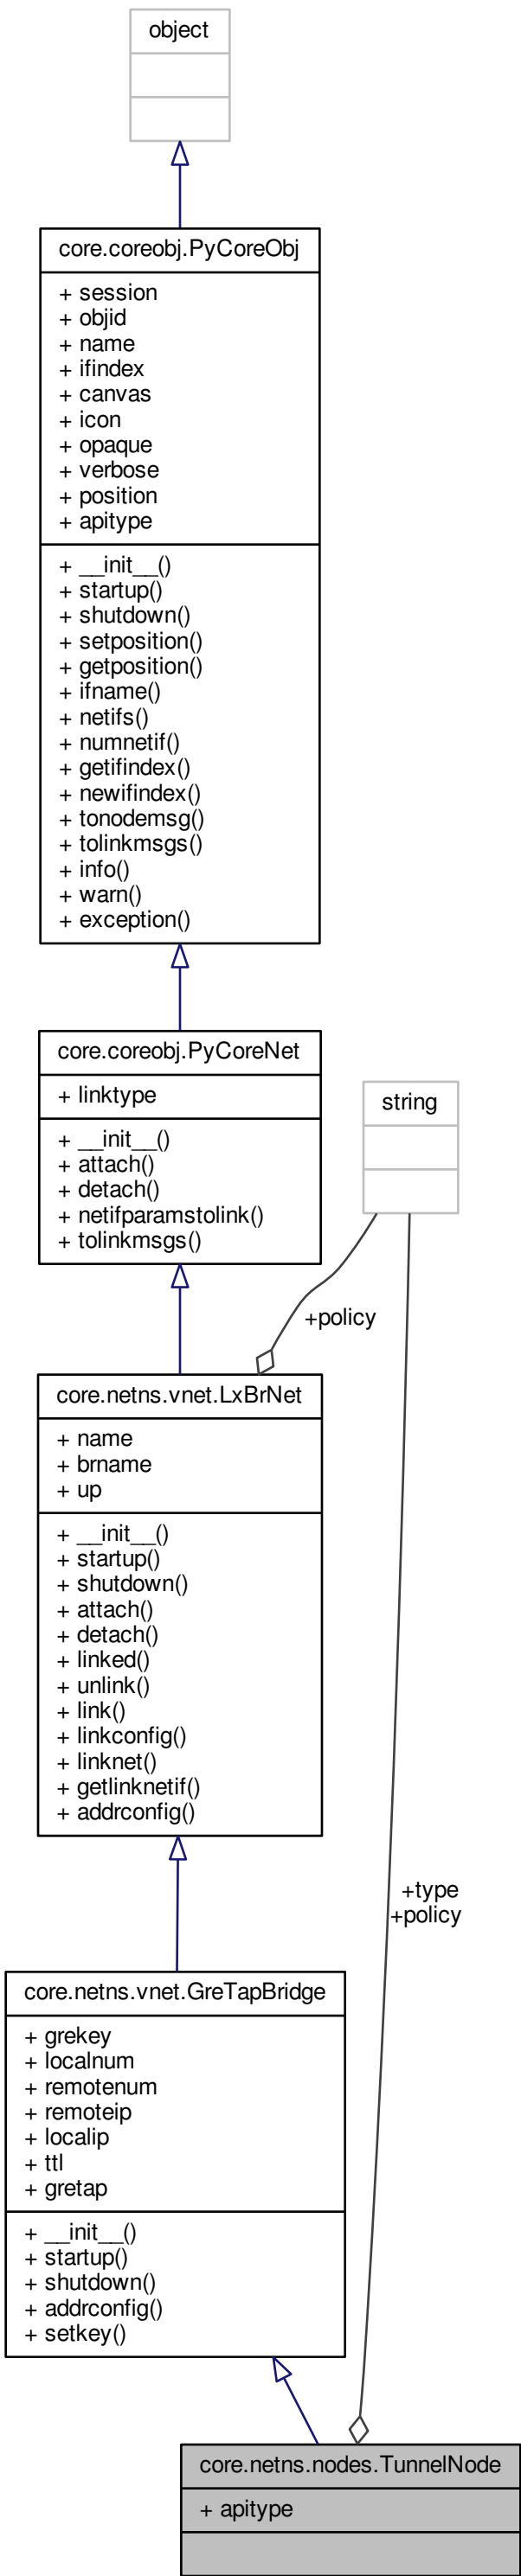 object
core.coreobj.PyCoreObj
+ session
+ objid
+ name
+ ifindex
+ canvas
+ icon
+ opaque
+ verbose
+ position
+ apitype
+ __init__()
+ startup()
+ shutdown()
+ setposition()
+ getposition()
+ ifname()
+ netifs()
+ numnetif()
+ getifindex()
+ newifindex()
+ tonodemsg()
+ tolinkmsgs()
+ info()
+ warn()
+ exception()
core.coreobj.PyCoreNet
+ linktype
+ __init__()
+ attach()
+ detach()
+ netifparamstolink()
+ tolinkmsgs()
string
+policy
core.netns.vnet.LxBrNet
+ name
+ brname
+ up
+ __init__()
+ startup()
+ shutdown()
+ attach()
+ detach()
+ linked()
+ unlink()
+ link()
+ linkconfig()
+ linknet()
+ getlinknetif()
+ addrconfig()
+type
+policy
core.netns.vnet.GreTapBridge
+ grekey
+ localnum
+ remotenum
+ remoteip
+ localip
+ ttl
+ gretap
+ __init__()
+ startup()
+ shutdown()
+ addrconfig()
+ setkey()
core.netns.nodes.TunnelNode
+ apitype